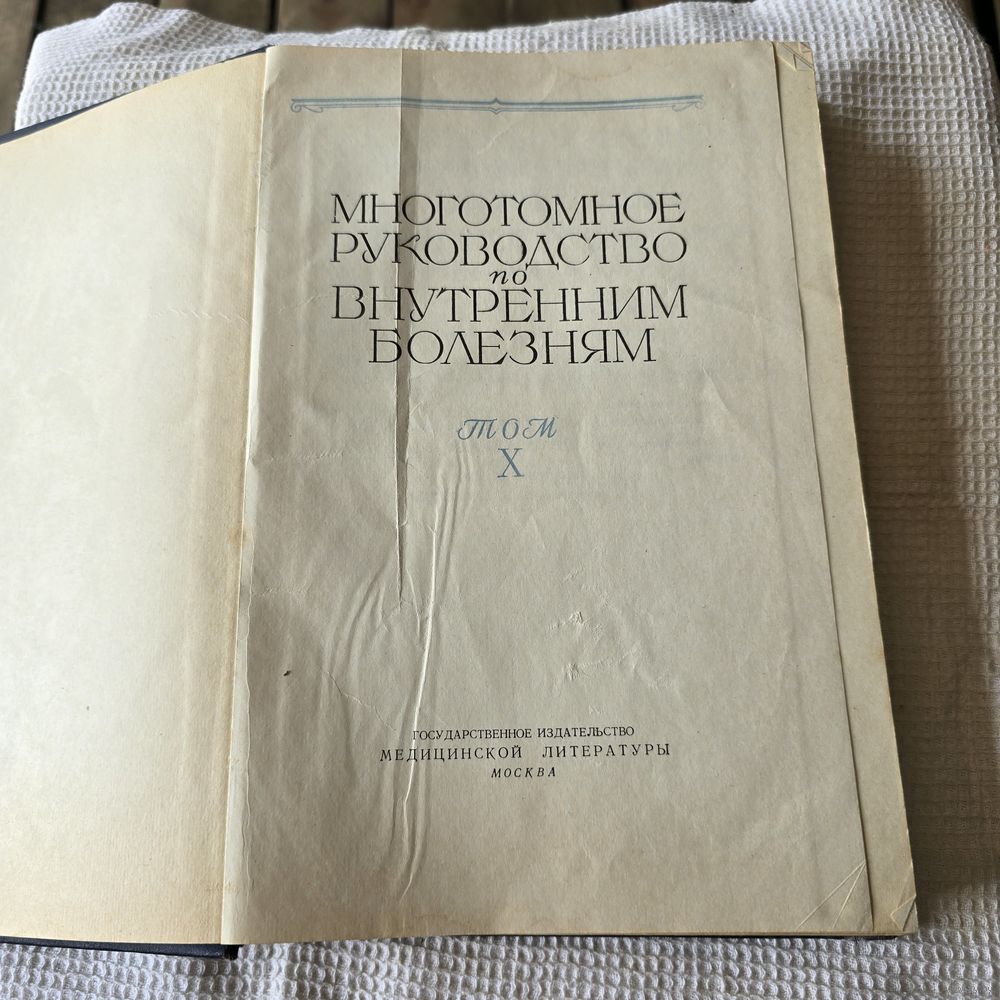 МНОГОТОМНОЕ
РУКОВОДСТВО
по
ВНУТРЕННИМ
БОЛЕЗНЯМ
ТОМ
X
ГОСУДАРСТВЕННОЕ ИЗДАТЕЛЬСТВО
МЕДИЦИНСКОЙ ЛИТЕРАТУРЫ
МОСКВА